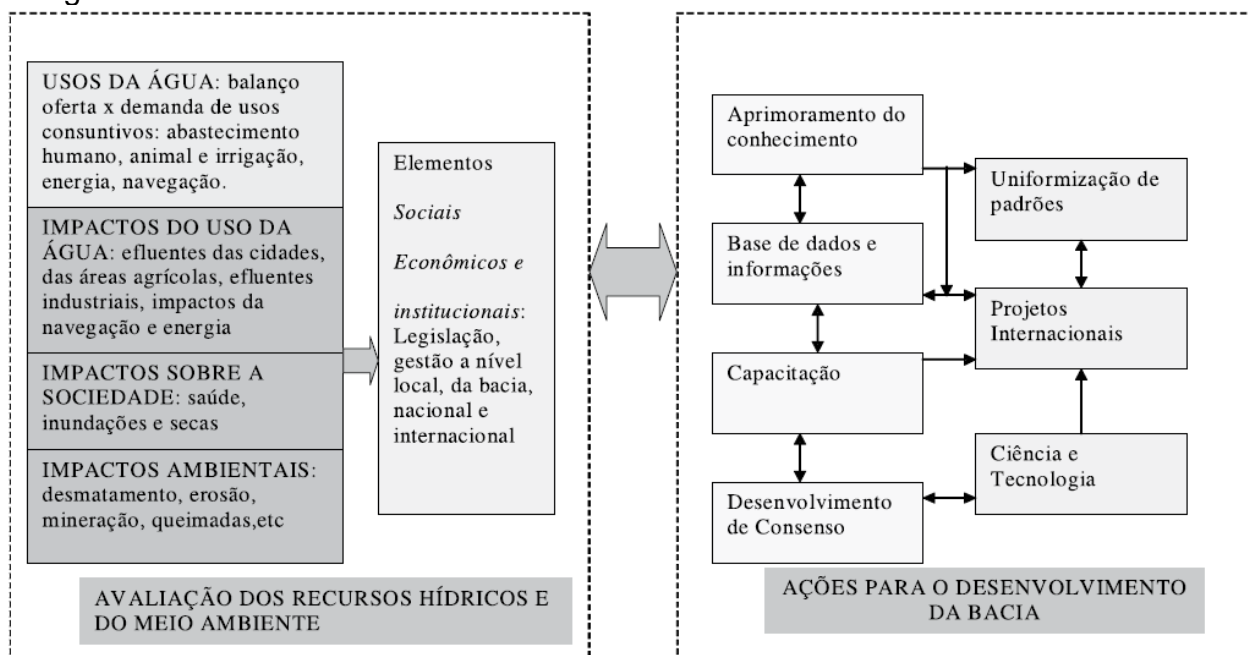 USOS DA ÁGUA: balanço
oferta x demanda de usos
consuntivos: abastecimento
humano, animal e irrigação,
energia, navegação.
IMPACTOS DO USO DA
ÁGUA: efluentes das cidades,
das áreas agrícolas, efluentes
industriais, impactos da
navegação e energia
IMPACTOS SOBRE A
SOCIEDADE: saúde,
inundações e secas
IMPACTOS AMBIENTAIS:
desmatamento, erosão,
mineração, queimadas,etc
Elementos
Sociais
Econômicos e
institucionais:
Legislação,
gestão a nível
local, da bacia,
nacional e
internacional
AVALIAÇÃO DOS RECURSOS HÍDRICOS E
DO MEIO AMBIENTE
Aprimoramento do
conhecimento
Base de dados e
informações
Capacitação
Desenvolvimento
de Consenso
Uniformização de
padrões
Projetos
Internacionais
Ciência e
Tecnologia
AÇÕES PARA O DESENVOLVIMENTO
DA BACIA